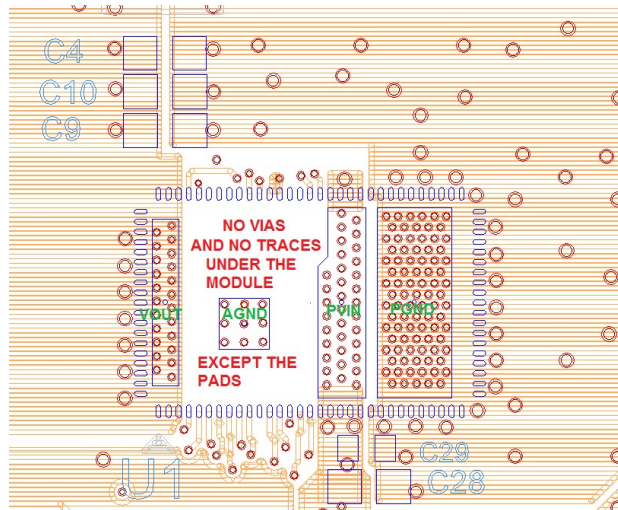 C4
C10
C9
NO VIAS
AND NO TRACES
UNDER THE
MODULE
VOUT AGND PVIN PGND
EXCEPT THE
PADS
C29
U1 C28